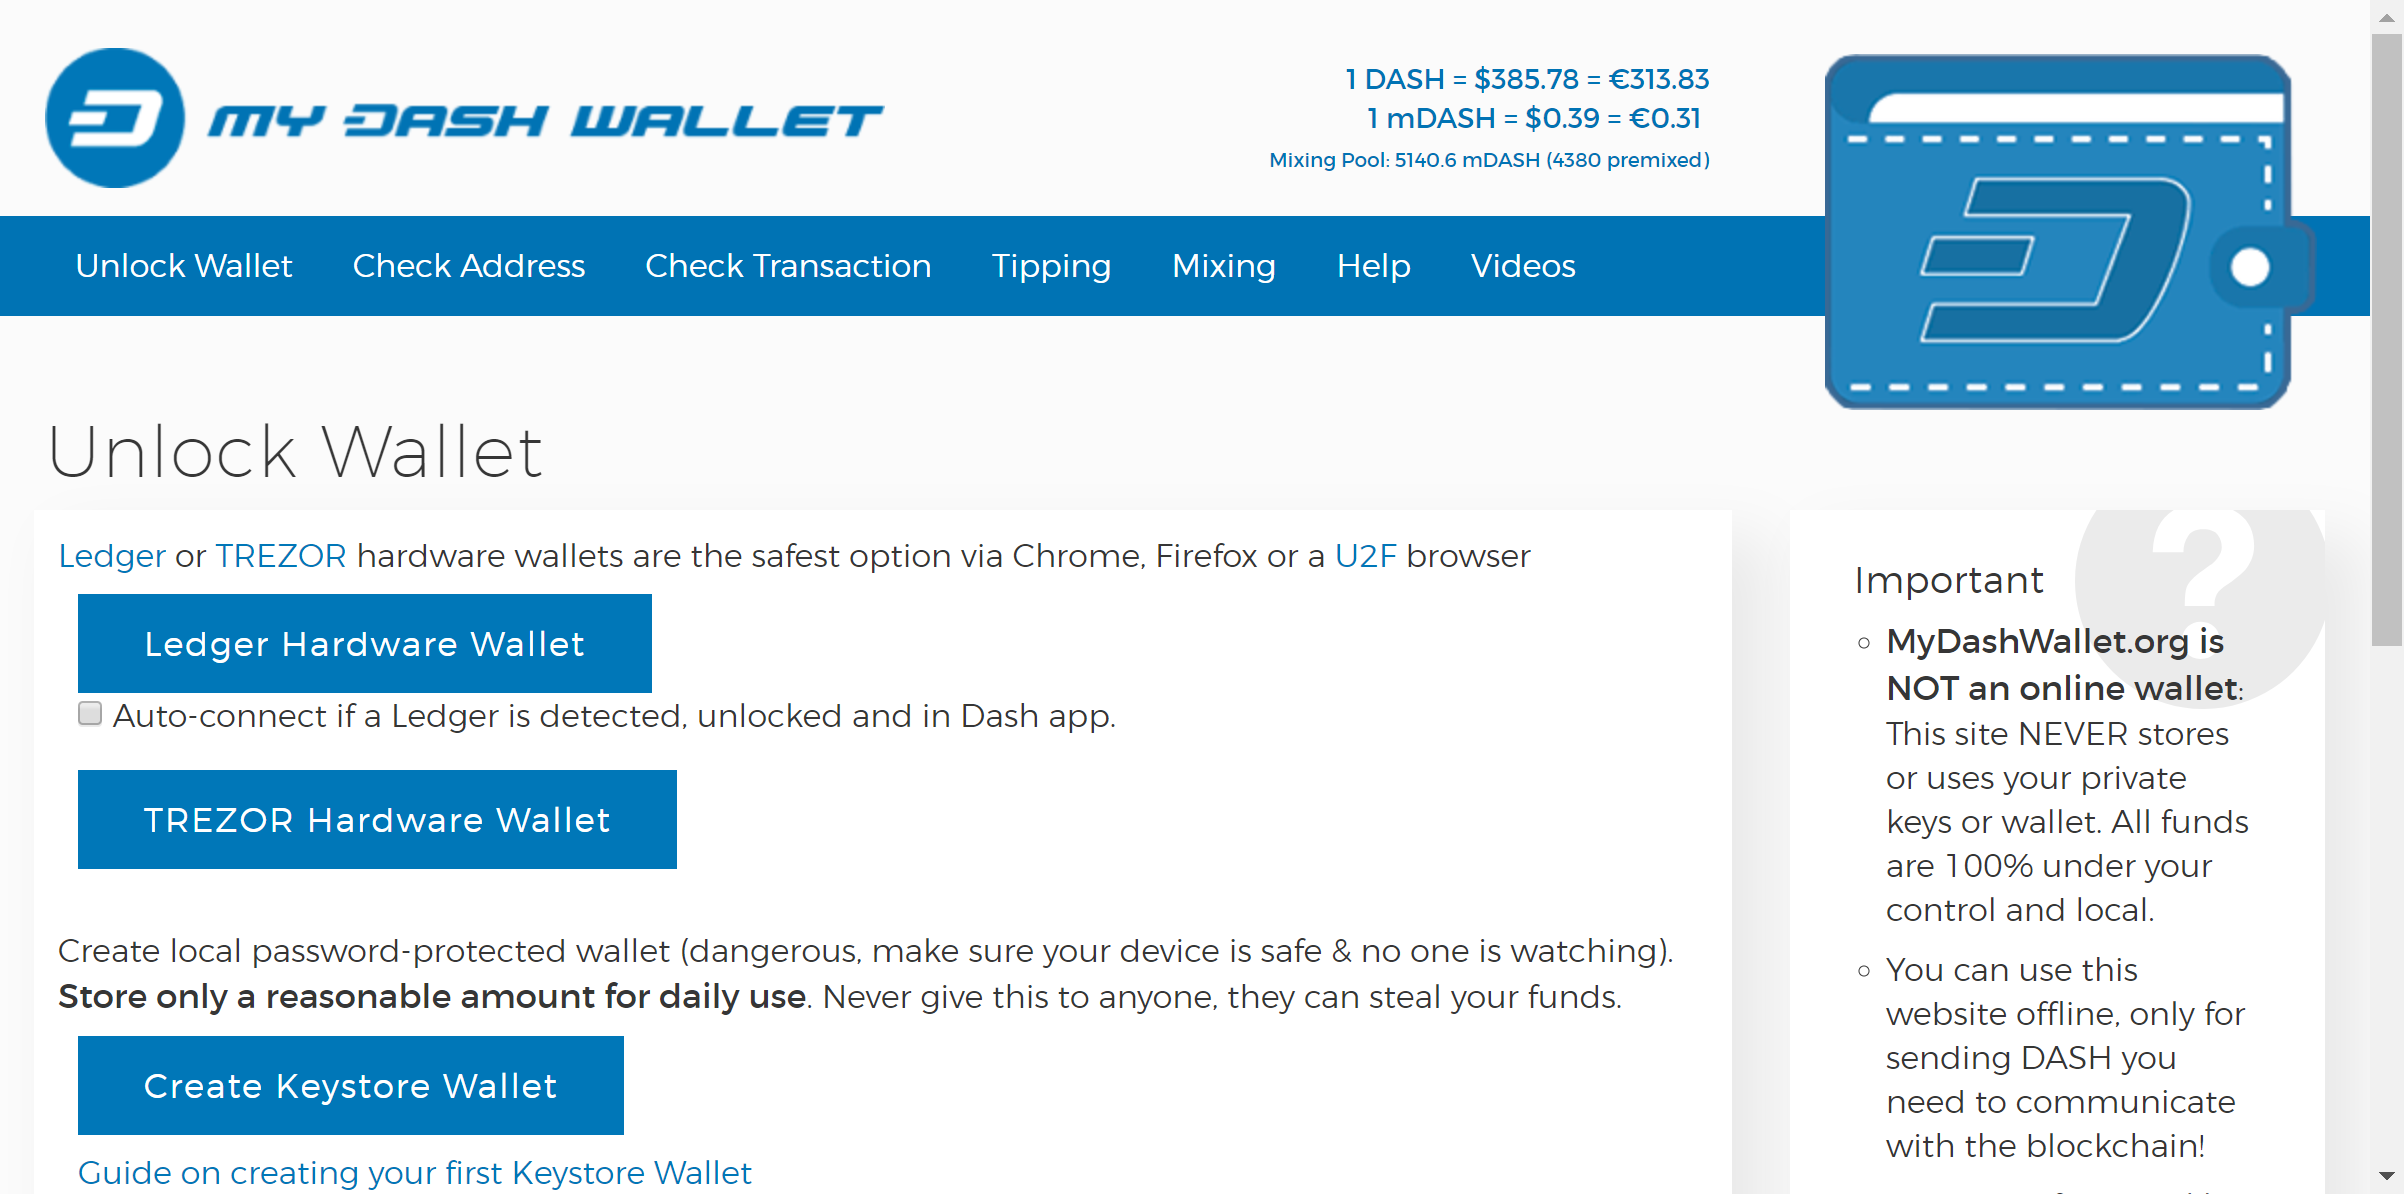 MY DASH WALLET
1 DASH = $385.78 = €313.83
1 mDASH = $0.39 = €0.31
Mixing Pool: 5140.6 mDASH (4380 premixed)
Unlock Wallet Check Address Check Transaction Tipping Mixing Help Videos
Unlock Wallet
Ledger or TREZOR hardware wallets are the safest option via Chrome, Firefox or a U2F browser
Ledger Hardware Wallet
Auto-connect if a Ledger is detected, unlocked and in Dash app.
TREZOR Hardware Wallet
Create local password-protected wallet (dangerous, make sure your device is safe & no one is watching).
Store only a reasonable amount for daily use. Never give this to anyone, they can steal your funds.
Create Keystore Wallet
Guide on creating your first Keystore Wallet
?
Important
MyDashWallet.org is
NOT an online wallet:
This site NEVER stores
or uses your private
keys or wallet. All funds
are 100% under your
control and local.
You can use this
website offline, only for
sending DASH you
need to communicate
with the blockchain!